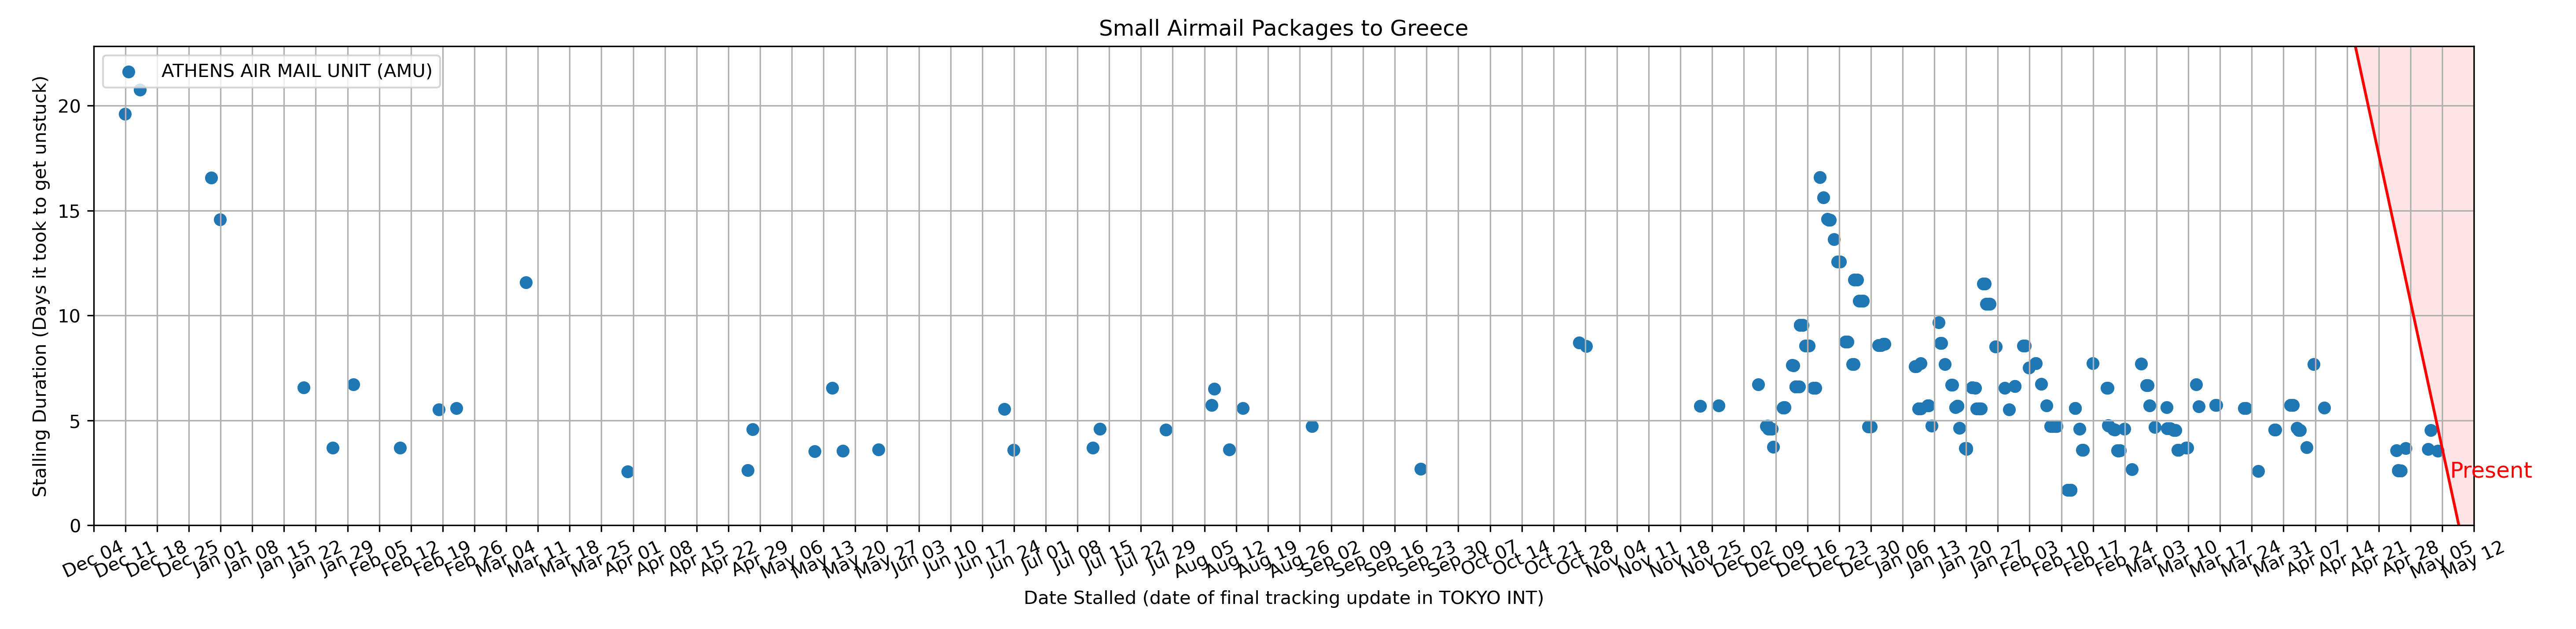 Small Airmail Packages to Greece
ATHENS AIR MAIL UNIT (AMU)
Stalling Duration (Days it took to get unstuck)
20
15
10
5
0
Present
Dec 04
Dec 11
Dec 18
Dec 25
Jan 01
Jan 08
Jan 15
Jan 22
Jan 29
Feb 05
Feb 12
Feb 19
Feb 26
Mar 04
Mar 11
Mar 18
Mar 25
Apr 01
Apr 08
Apr 15
Apr 22
Apr 29
May 06
May 13
May 20
May 27
Jun 03
Jun 10
Jun 17
Jun 24
Jul 01
Jul 08
Jul 15
Jul 22
Jul 29
Aug 05
Aug 12
Aug 19
Aug 26
Sep 02
Sep 09
Sep 16
Sep 23
Sep 30
Oct 07
Oct 14
Oct 21
Oct 28
Nov 04
Nov 11
Nov 18
Nov 25
Dec 02
Dec 09
Dec 16
Dec 23
Dec 30
Jan 06
Jan 13
Jan 20
Jan 27
Feb 03
Feb 10
Feb 17
Feb 24
Mar 03
Mar 10
Mar 17
Mar 24
Mar 31
Apr 07
Apr 14
Apr 21
Apr 28
May 05
May 12
Date Stalled (date of final tracking update in TOKYO INT)